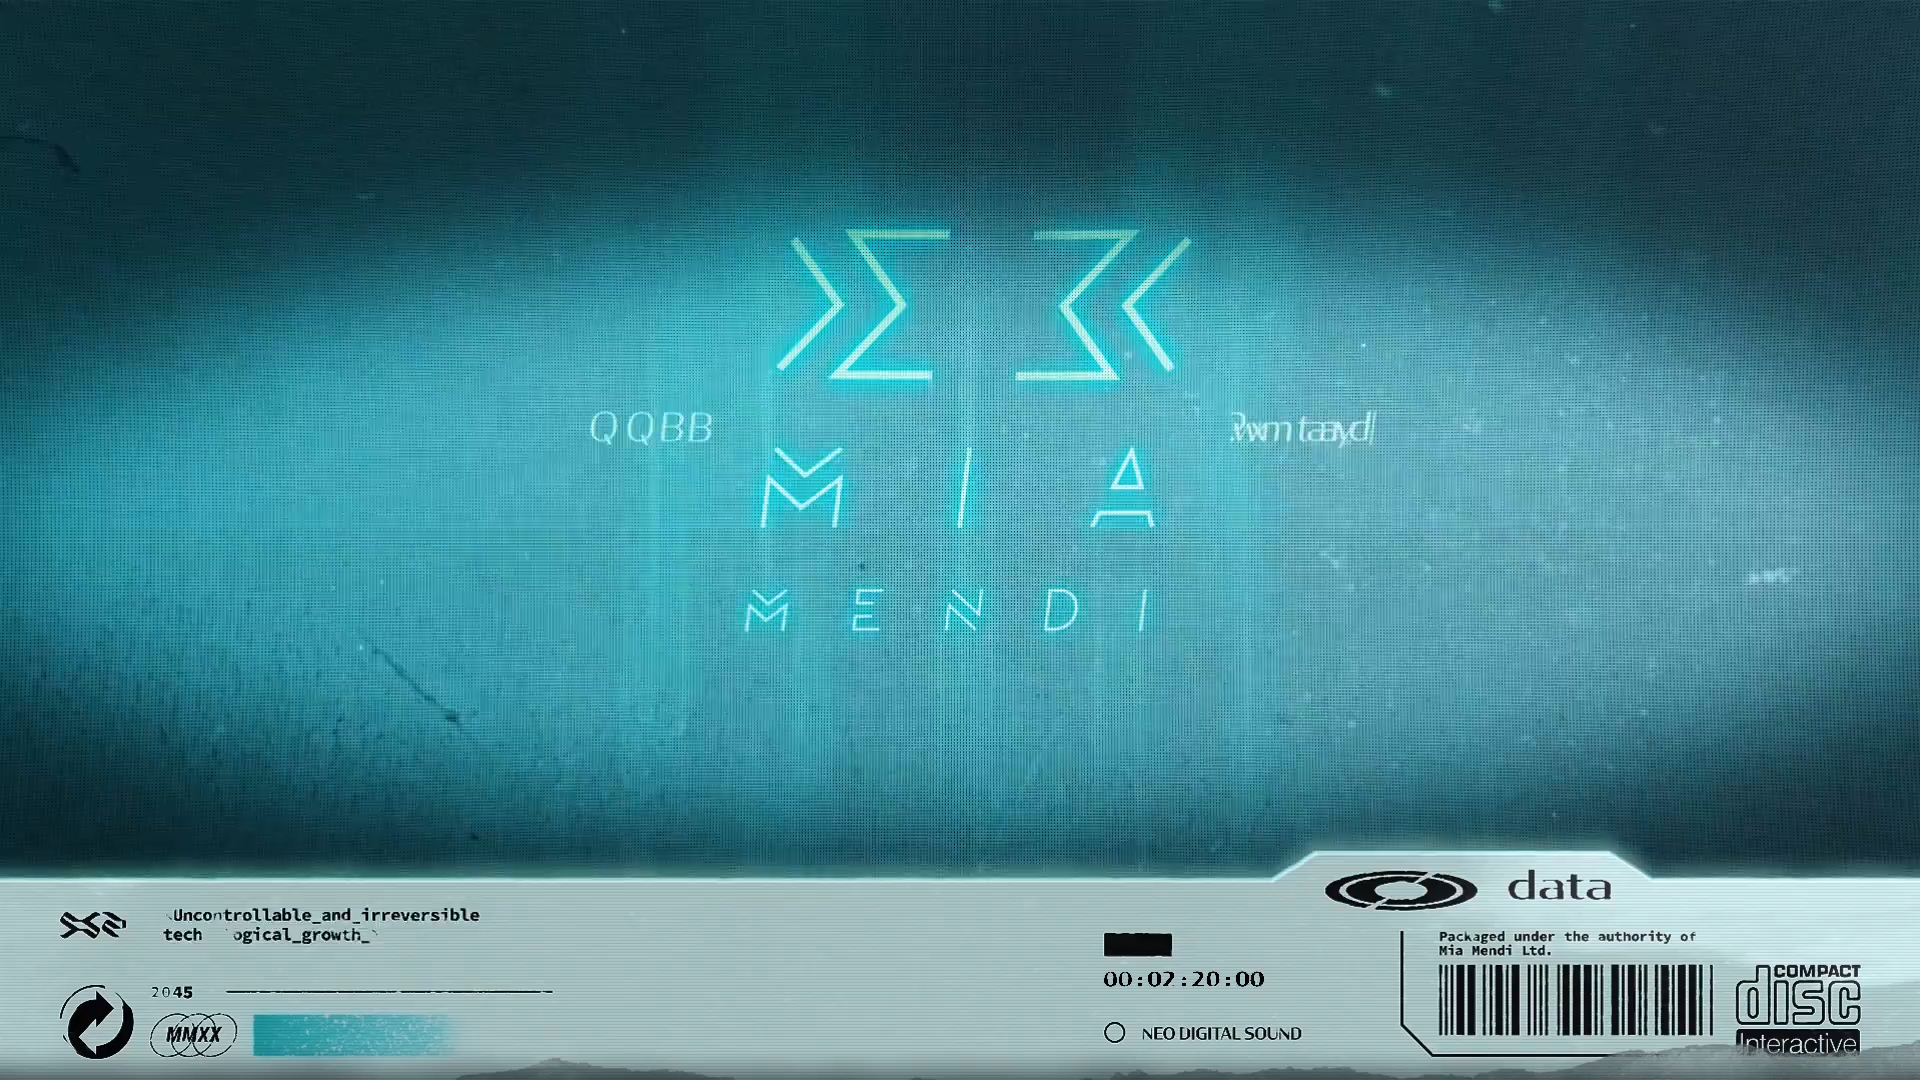 QQBB
MIA
MENDI
data
Uncontrollable_and_irreversible
tech ogical_growth_
Packaged under the authority of
Mia Mendi Ltd.
00:02:20:00
2045
MMXX
NEO DIGITAL SOUND
COMPACT
disc
Interactive